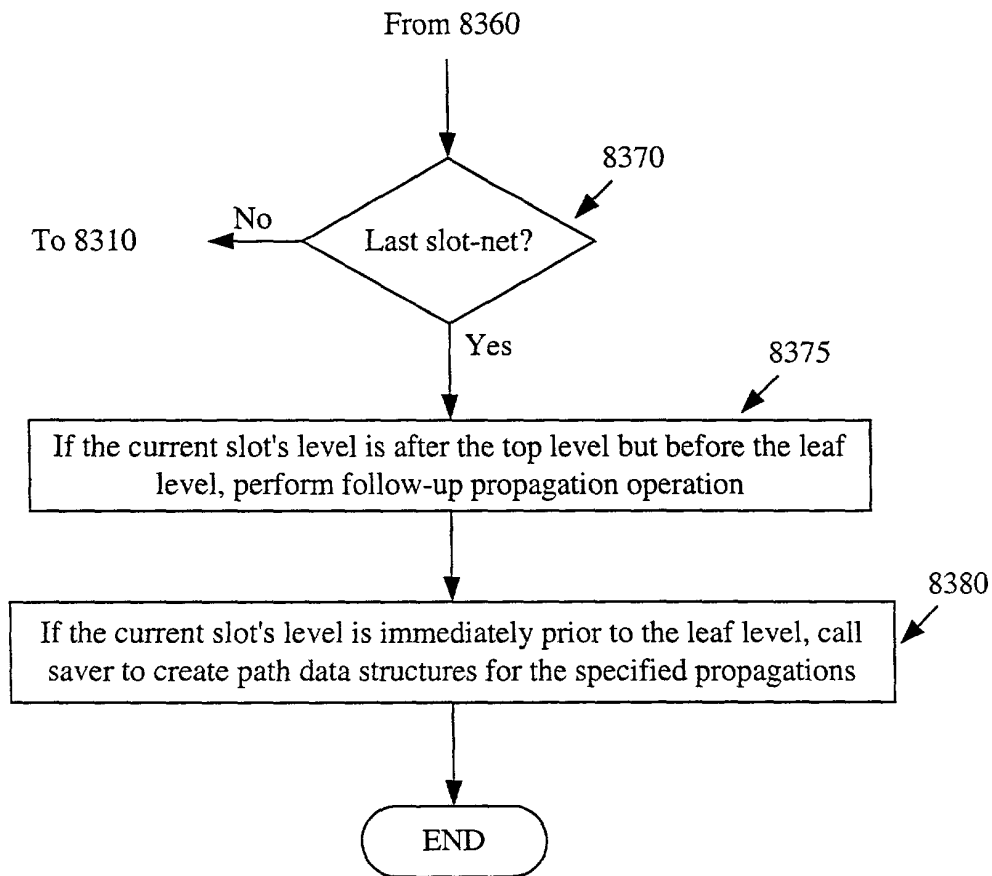 From 8360
8370
No
To 8310
Last slot-net?
Yes
8375
If the current slot's level is after the top level but before the leaf
level, perform follow-up propagation operation
8380
If the current slot's level is immediately prior to the leaf level, call
saver to create path data structures for the specified propagations
END